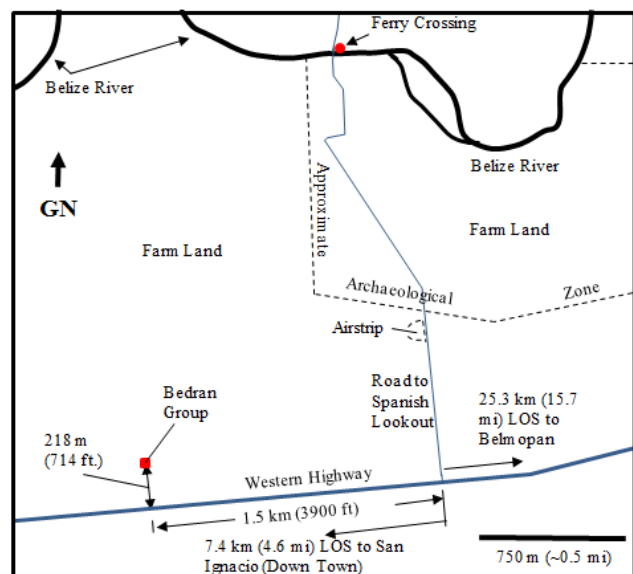 Ferry Crossing
Belize River
Belize River
GN
Approximate
Farm Land
Farm Land
Archaeological
Zone
Airstrip
Bedran
Group
Road to
Spanish
Lookout
25.3 km (15.7
mi) LOS to
Belmopan
218 m
(714 ft.)
Western Highway
1.5 km (3900 ft)
7.4 km (4.6 mi) LOS to San
Ignacio (Down Town)
750 m (~0.5 mi)